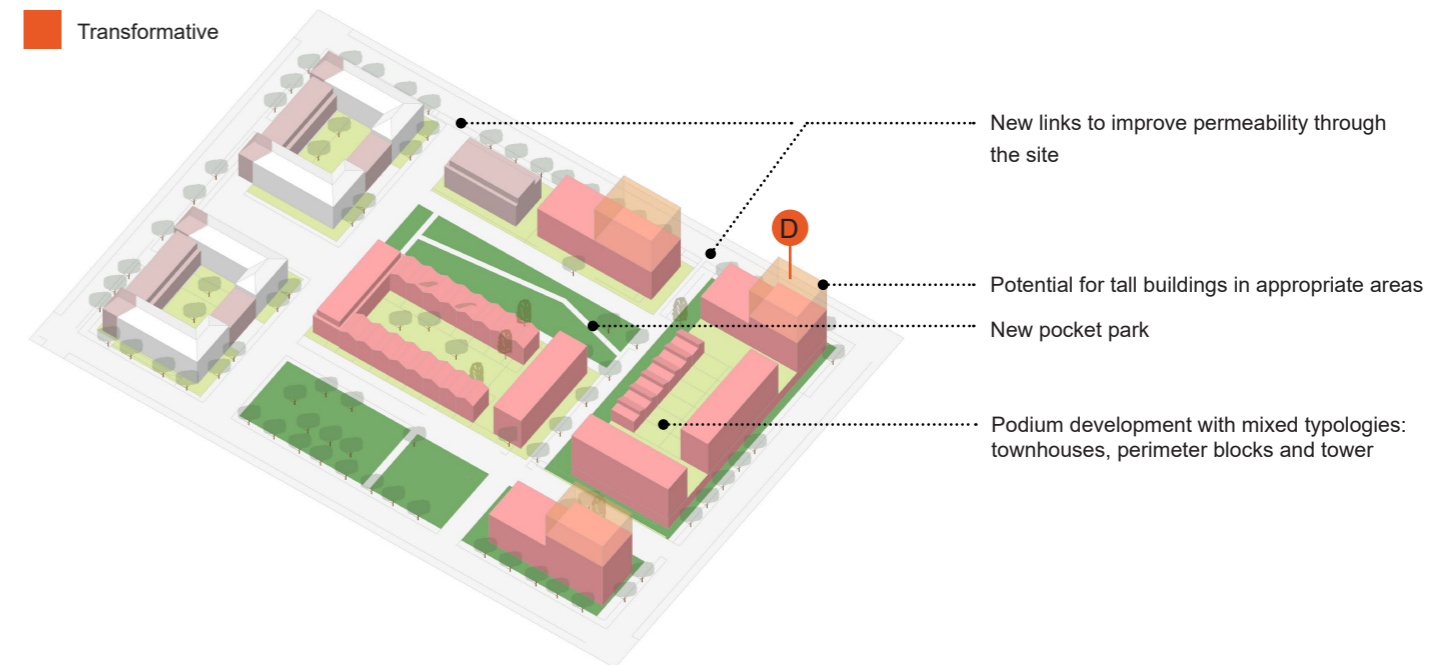 Transformative
New links to improve permeability through
the site
D
Potential for tall buildings in appropriate areas
New pocket park
Podium development with mixed typologies:
townhouses, perimeter blocks and tower